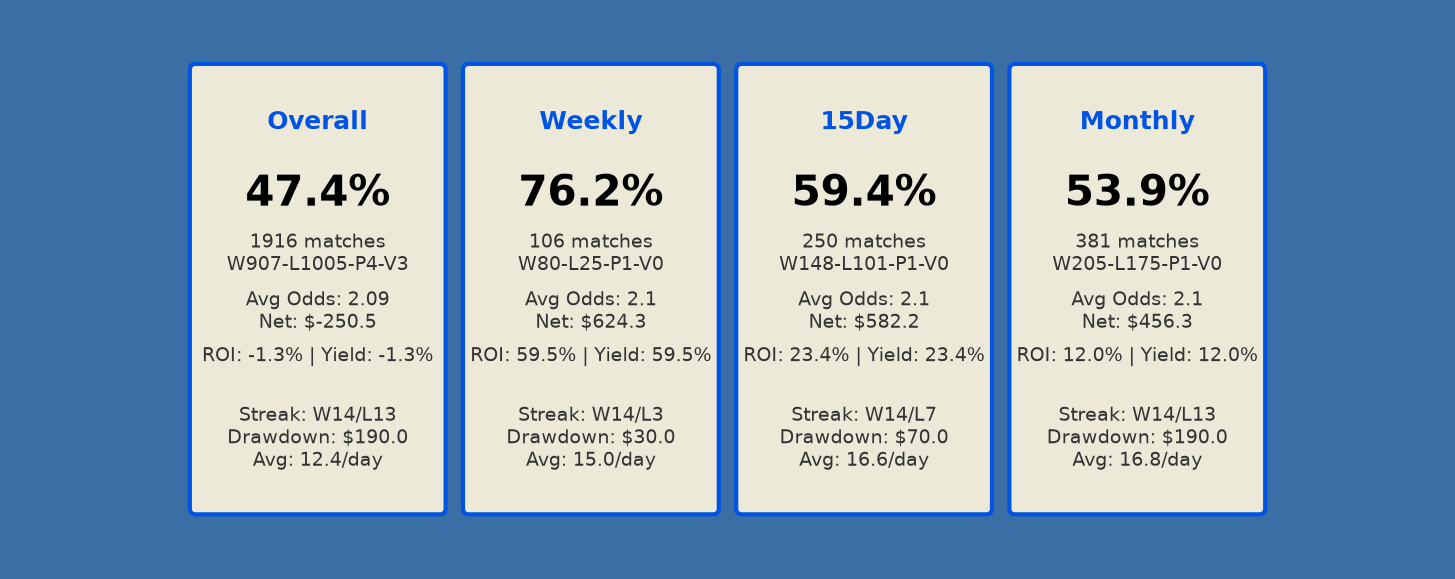 Overall
47.4%
1916 matches
W907-L1005-P4-V3
Avg Odds: 2.09
Net: $-250.5
ROI: -1.3% | Yield: -1.3%
Streak: W14/L13
Drawdown: $190.0
Avg: 12.4/day
Weekly
76.2%
106 matches
W80-L25-P1-V0
Avg Odds: 2.1
Net: $624.3
ROI: 59.5% | Yield: 59.5%
Streak: W14/L3
Drawdown: $30.0
Avg: 15.0/day
15Day
59.4%
250 matches
W148-L101-P1-V0
Avg Odds: 2.1
Net: $582.2
ROI: 23.4% | Yield: 23.4%
Streak: W14/L7
Drawdown: $70.0
Avg: 16.6/day
Monthly
53.9%
381 matches
W205-L175-P1-V0
Avg Odds: 2.1
Net: $456.3
ROI: 12.0% | Yield: 12.0%
Streak: W14/L13
Drawdown: $190.0
Avg: 16.8/day